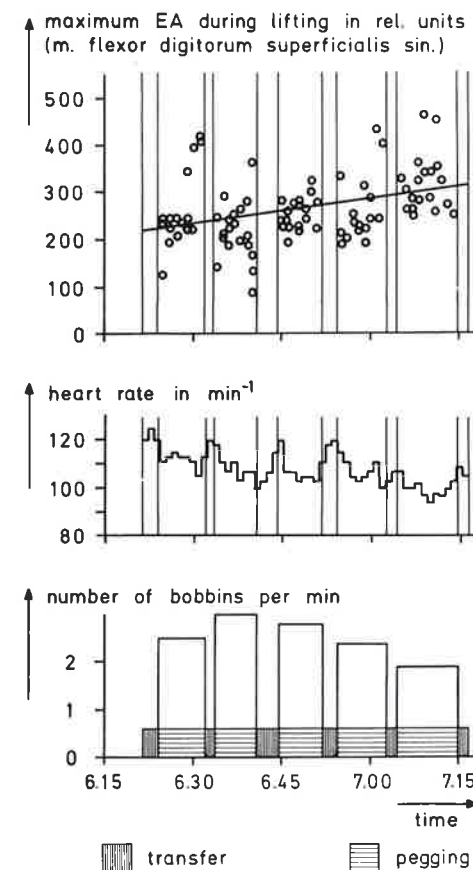 maximum EA during lifting in rel. units
(m. flexor digitorum superficialis sin.)
500
400
300
200
100
0
heart rate in min⁻¹
120
100
80
number of bobbins per min
2
1
0
6.15 6.30 6.45 7.00 7.15
time
transfer pegging